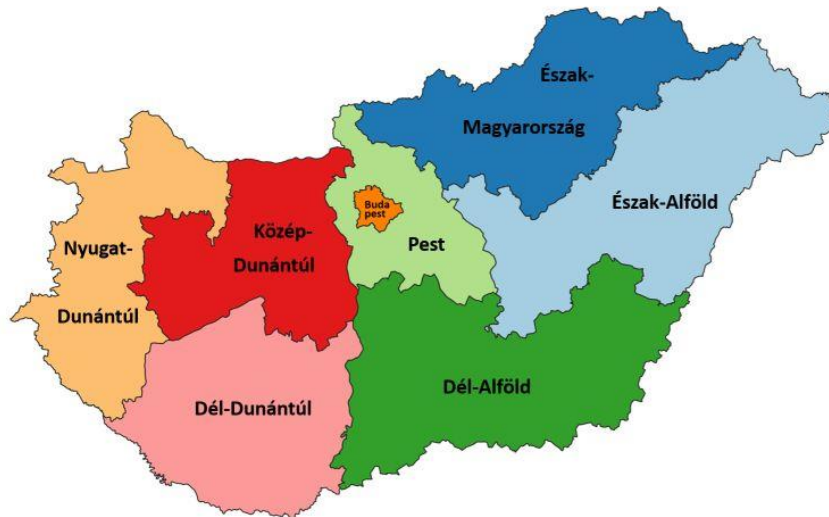 Észak-
Magyarország
Észak-Alföld
Buda
pest
Pest
Nyugat-
Dunántúl
Közép-
Dunántúl
Dél-Dunántúl
Dél-Alföld